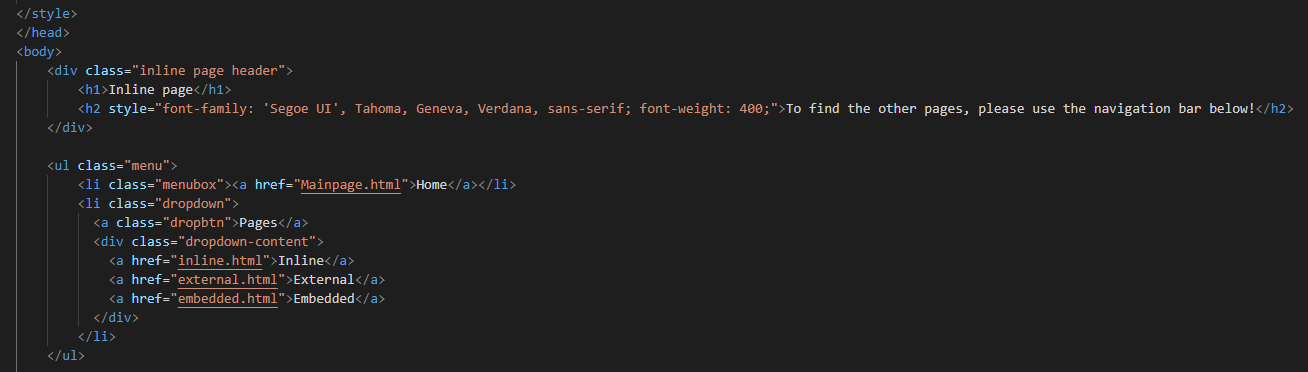 </style>
</head>
<body>
<div class="inline page header">
<h1>Inline page</h1>
<h2 style="font-family: 'Segoe UI', Tahoma, Geneva, Verdana, sans-serif; font-weight: 400;">To find the other pages, please use the navigation bar below!</h2>
</div>
<ul class="menu">
<li class="menubox"><a href="Mainpage.html">Home</a></li>
<li class="dropdown">
<a class="dropbtn">Pages</a>
<div class="dropdown-content">
<a href="inline.html">Inline</a>
<a href="external.html">External</a>
<a href="embedded.html">Embedded</a>
</div>
</li>
</ul>